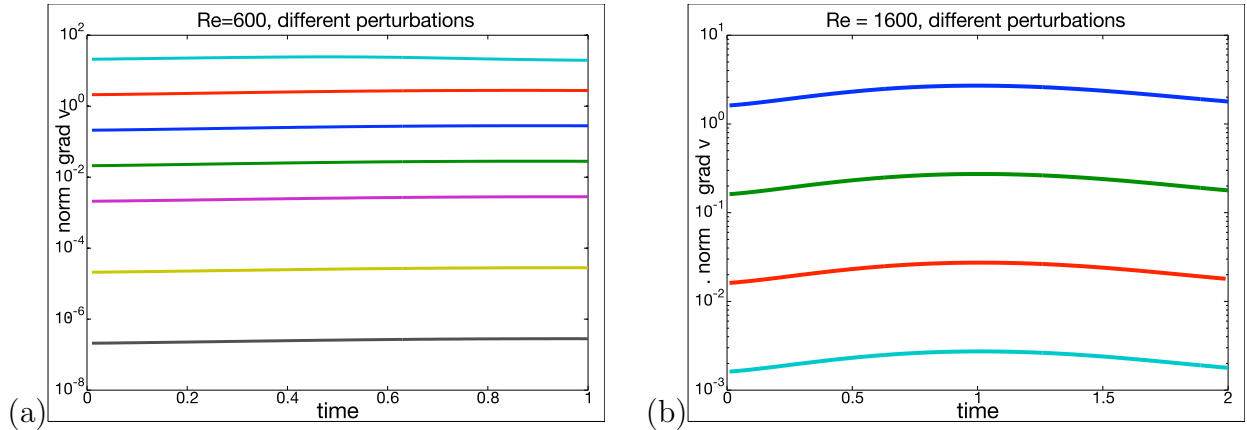 Re=600, different perturbations
10^2
10^0
10^-2
10^-4
10^-6
10^-8
norm grad v
0 0.2 0.4 0.6 0.8 1
time
(a)
Re = 1600, different perturbations
10^1
10^0
10^-1
10^-2
10^-3
. norm grad v
0 0.5 1 1.5 2
time
(b)